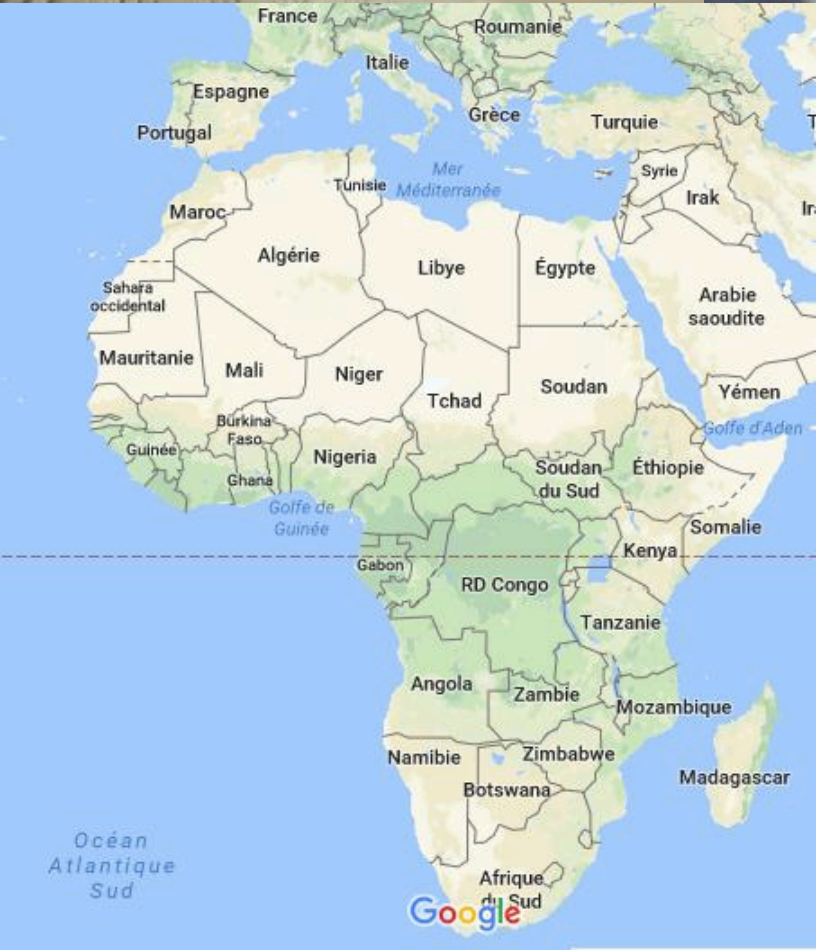 France
Roumanie
Italie
Espagne
Grèce
Turquie
Portugal
Mer
Méditerranée
Syrie
Tunisie
Irak
Maroc
Algérie
Libye
Égypte
Sahara
occidental
Arabie
saoudite
Mauritanie
Mali
Niger
Tchad
Soudan
Yémen
Burkina
Faso
Golfe d'Aden
Guinée
Nigeria
Soudan
du Sud
Éthiopie
Ghana
Golfe de
Guinée
Somalie
Kenya
Gabon
RD Congo
Tanzanie
Angola
Zambie
Mozambique
Namibie
Zimbabwe
Botswana
Madagascar
Océan
Atlantique
Sud
Afrique
du Sud
Google